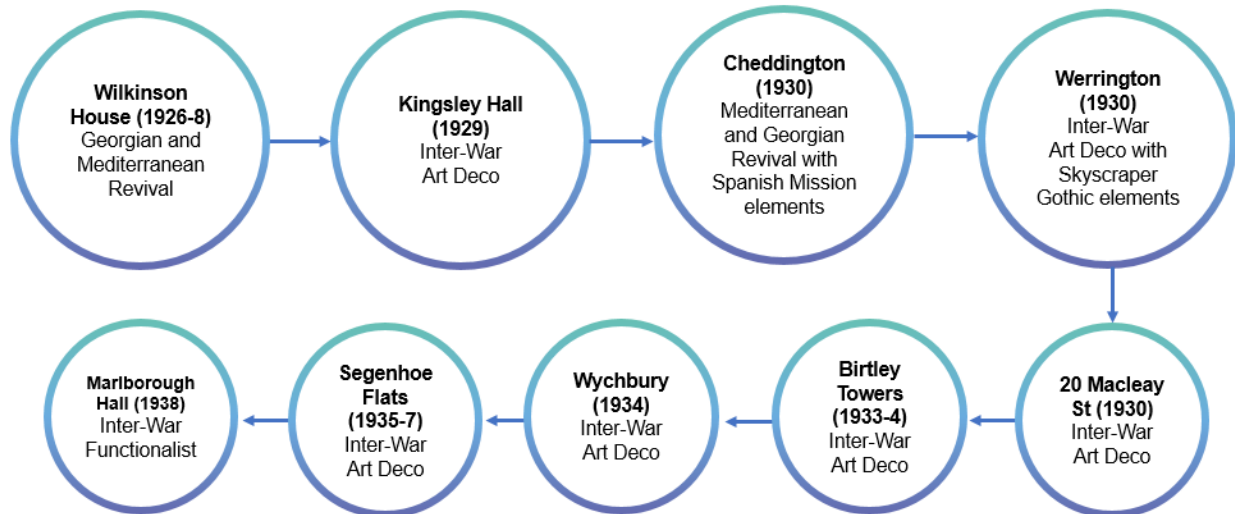 Wilkinson
House (1926-8)
Georgian and
Mediterranean
Revival
Kingsley Hall
(1929)
Inter-War
Art Deco
Cheddington
(1930)
Mediterranean
and Georgian
Revival with
Spanish Mission
elements
Werrington
(1930)
Inter-War
Art Deco with
Skyscraper
Gothic elements
20 Macleay
St (1930)
Inter-War
Art Deco
Birtley
Towers
(1933-4)
Inter-War
Art Deco
Wychbury
(1934)
Inter-War
Art Deco
Segenhoe
Flats
(1935-7)
Inter-War
Art Deco
Marlborough
Hall (1938)
Inter-War
Functionalist